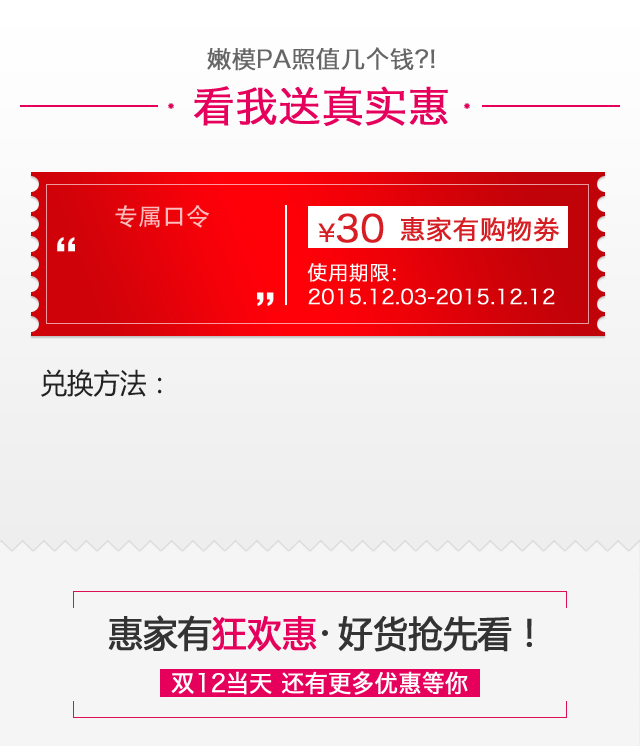 嫩模PA照值几个钱?!
· 看我送真实惠 ·
专属口令
“
”
¥30 惠家有购物劵
使用期限：
2015.12.03-2015.12.12
兑换方法：
惠家有狂欢惠·好货抢先看！
双12当天 还有更多优惠等你